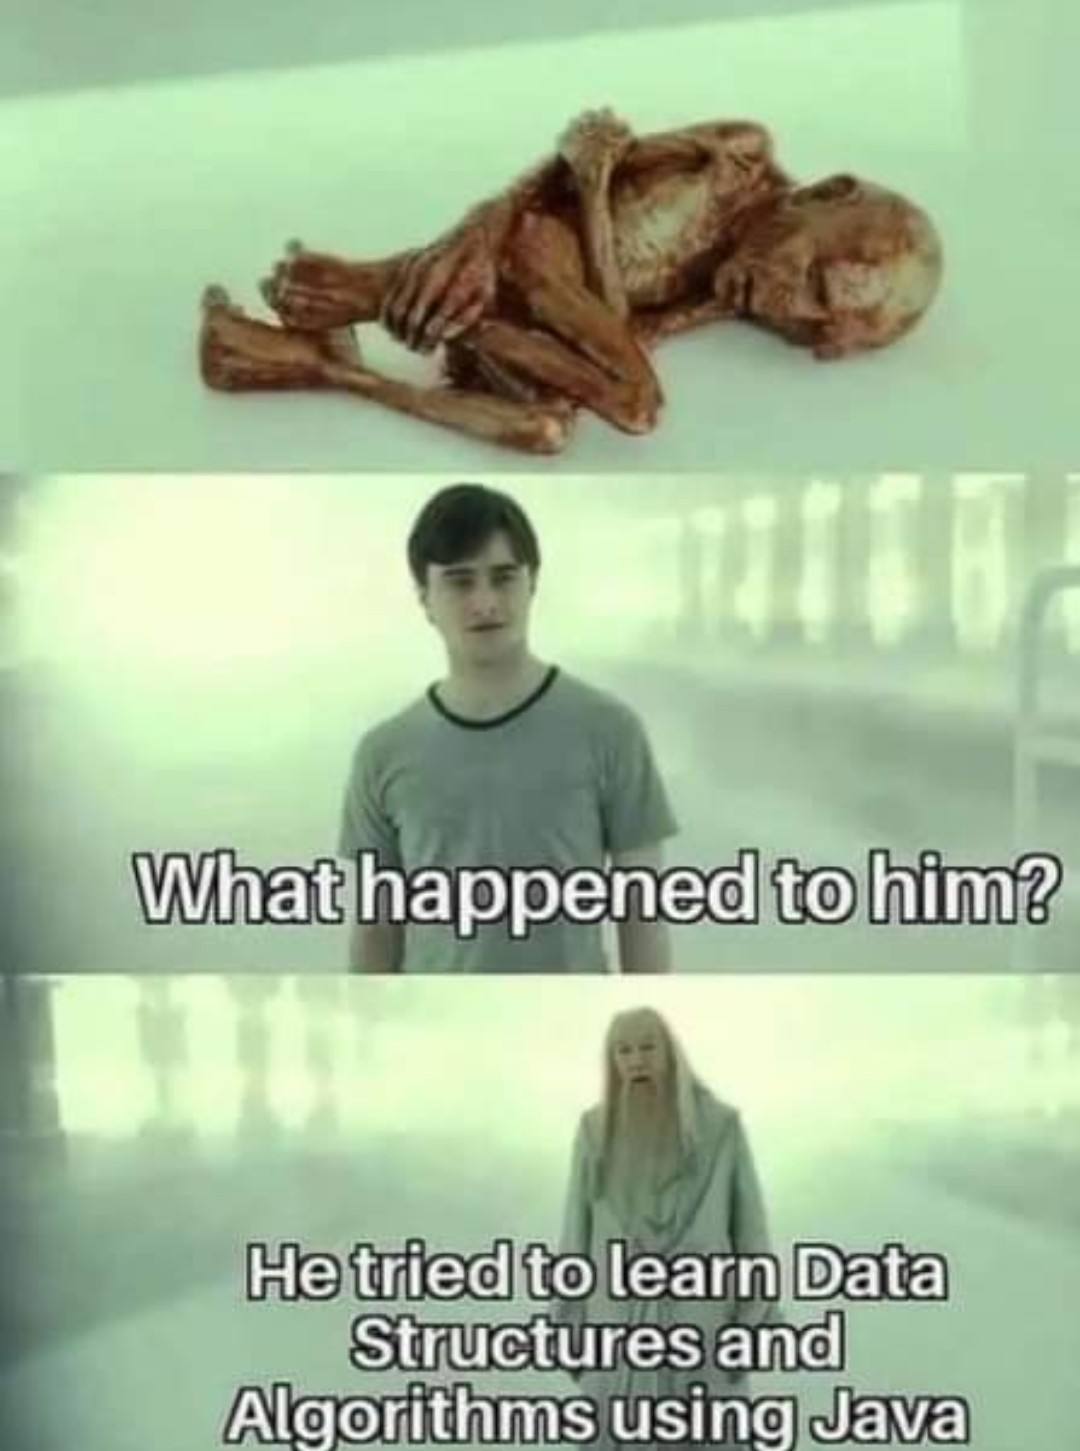 What happened to him?
He tried to learn Data
Structures and
Algorithms using Java